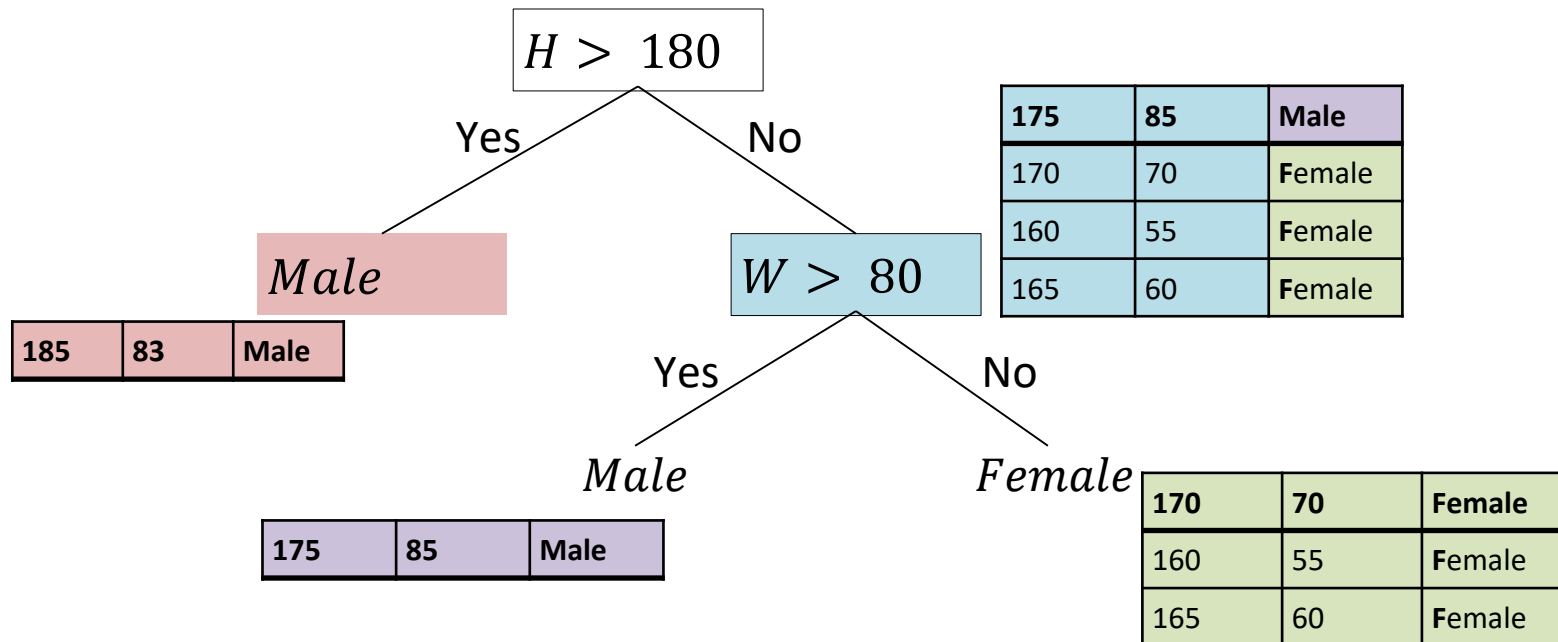 H > 180
Yes
No
175 85 Male
170 70 Female
160 55 Female
165 60 Female
Male
W > 80
185 83 Male
Yes
No
Male
Female
170 70 Female
160 55 Female
165 60 Female
175 85 Male